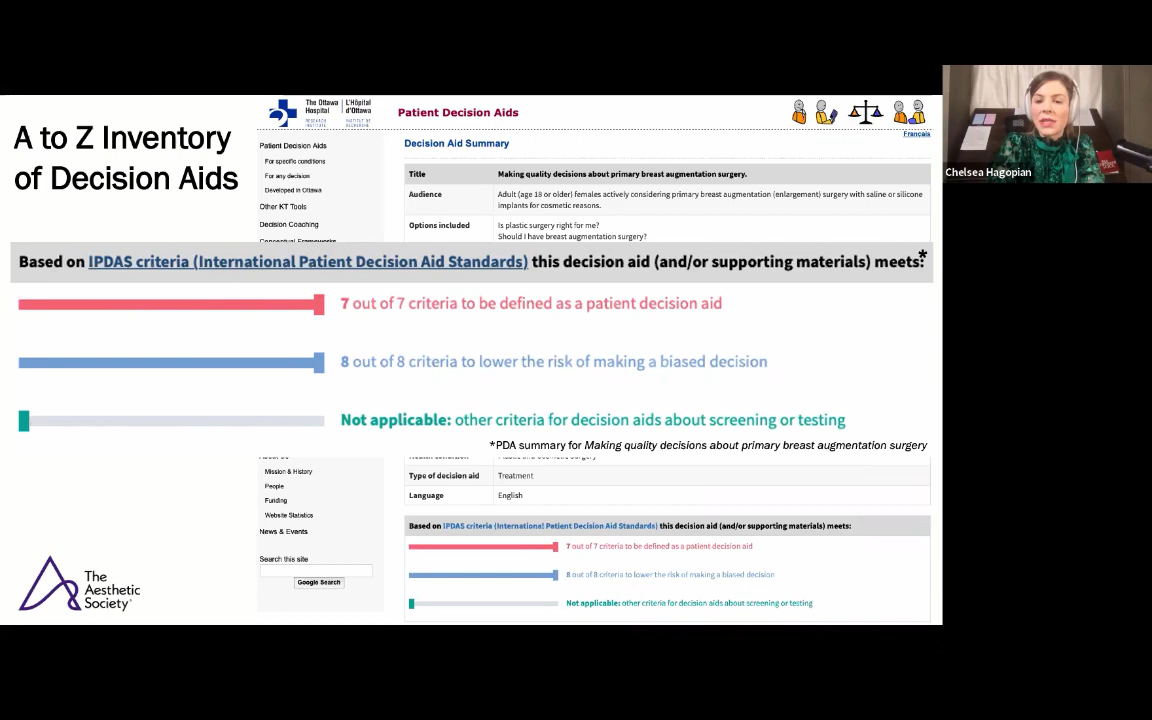 A to Z Inventory
of Decision Aids
The Ottawa
Hospital
RESEARCH
INSTITUTE
L'Hôpital
d'Ottawa
INSTITUT DE
RECHERCHE
Patient Decision Aids
Français
Patient Decision Aids
For specific conditions
For any decision
Developed in Ottawa
Other KT Tools
Decision Coaching
Conceptual Frameworks
Decision Aid Summary
Title Making quality decisions about primary breast augmentation surgery.
Audience Adult (age 18 or older) females actively considering primary breast augmentation (enlargement) surgery with saline or silicone
implants for cosmetic reasons.
Options included Is plastic surgery right for me?
Should I have breast augmentation surgery?
Based on IPDAS criteria (International Patient Decision Aid Standards) this decision aid (and/or supporting materials) meets:*
7 out of 7 criteria to be defined as a patient decision aid
8 out of 8 criteria to lower the risk of making a biased decision
Not applicable: other criteria for decision aids about screening or testing
*PDA summary for Making quality decisions about primary breast augmentation surgery
Mission & History
People
Funding
Website Statistics
News & Events
Search this site
Google Search
Type of decision aid Treatment
Language English
Based on IPDAS criteria (International Patient Decision Aid Standards) this decision aid (and/or supporting materials) meets:
7 out of 7 criteria to be defined as a patient decision aid
8 out of 8 criteria to lower the risk of making a biased decision
Not applicable: other criteria for decision aids about screening or testing
The
Aesthetic
Society
Chelsea Hagopian